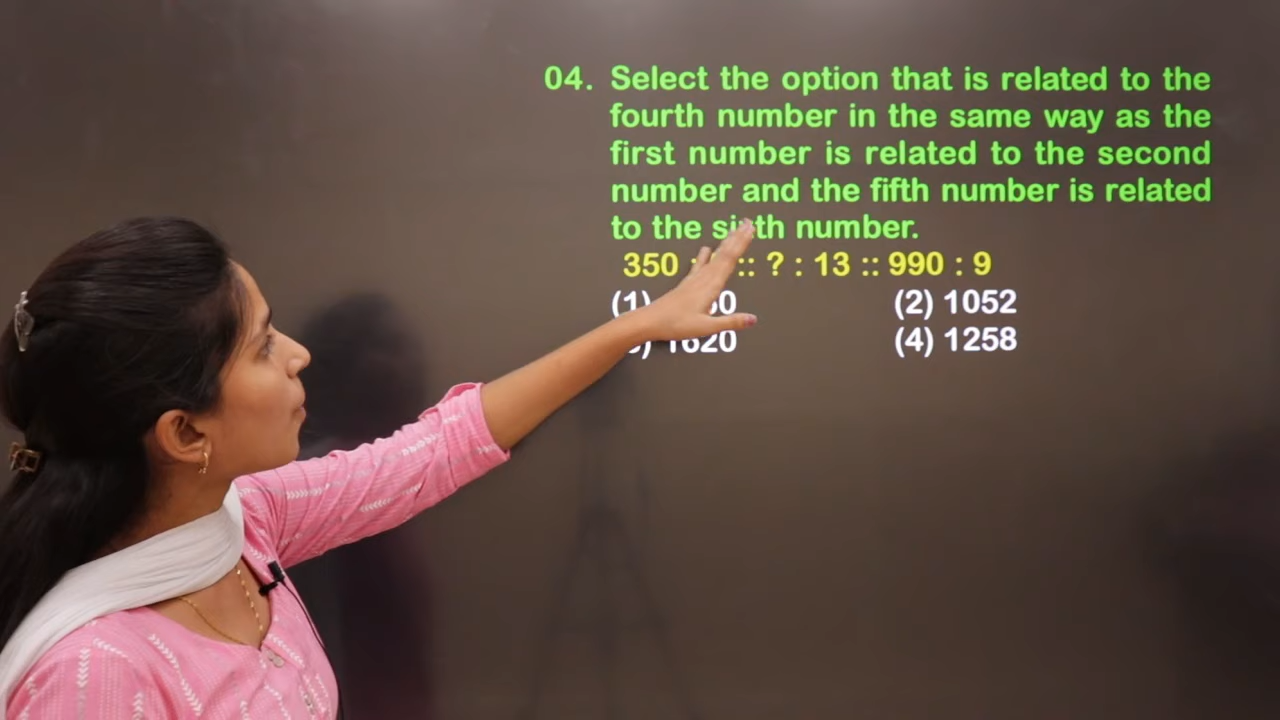 04. Select the option that is related to the
fourth number in the same way as the
first number is related to the second
number and the fifth number is related
to the sixth number.
350 : :: ? : 13 :: 990 : 9
(1) (2) 1052
1620 (4) 1258